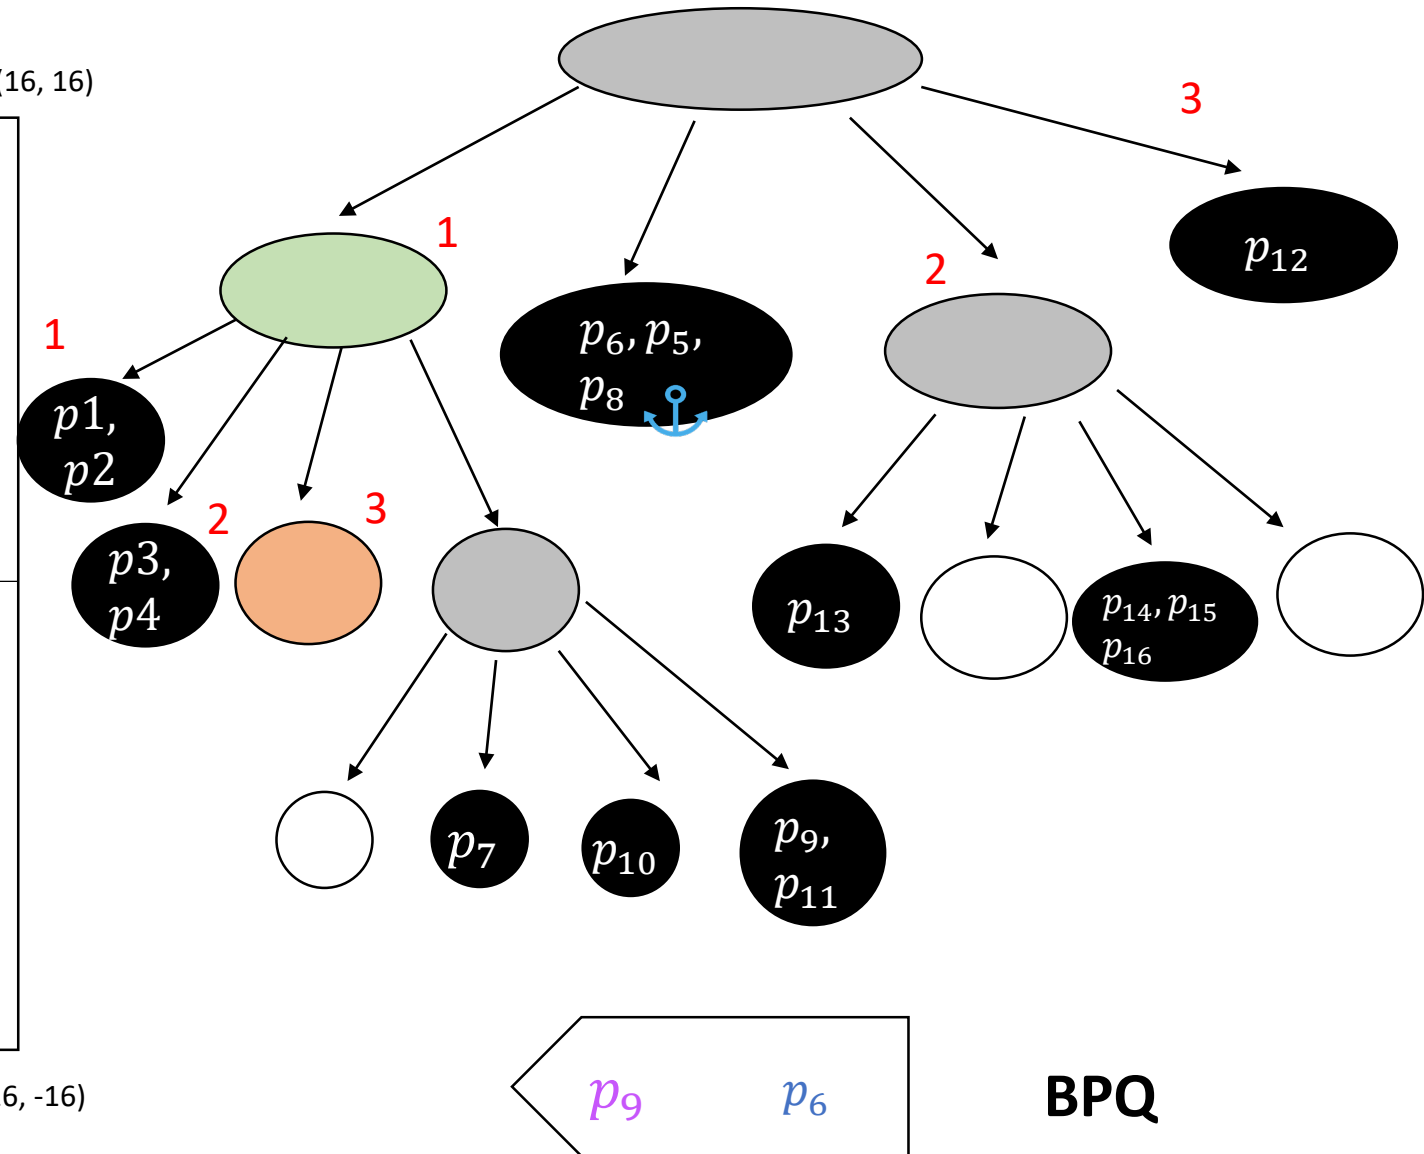 (16, 16)
3
1
p₁₂
2
1
p₆, p₅,
p₈
p1,
p2
2
3
p3,
p4
p₁₃
p₁₄, p₁₅
p₁₆
p₇
p₁₀
p₉,
p₁₁
6, -16)
p₉ p₆
BPQ